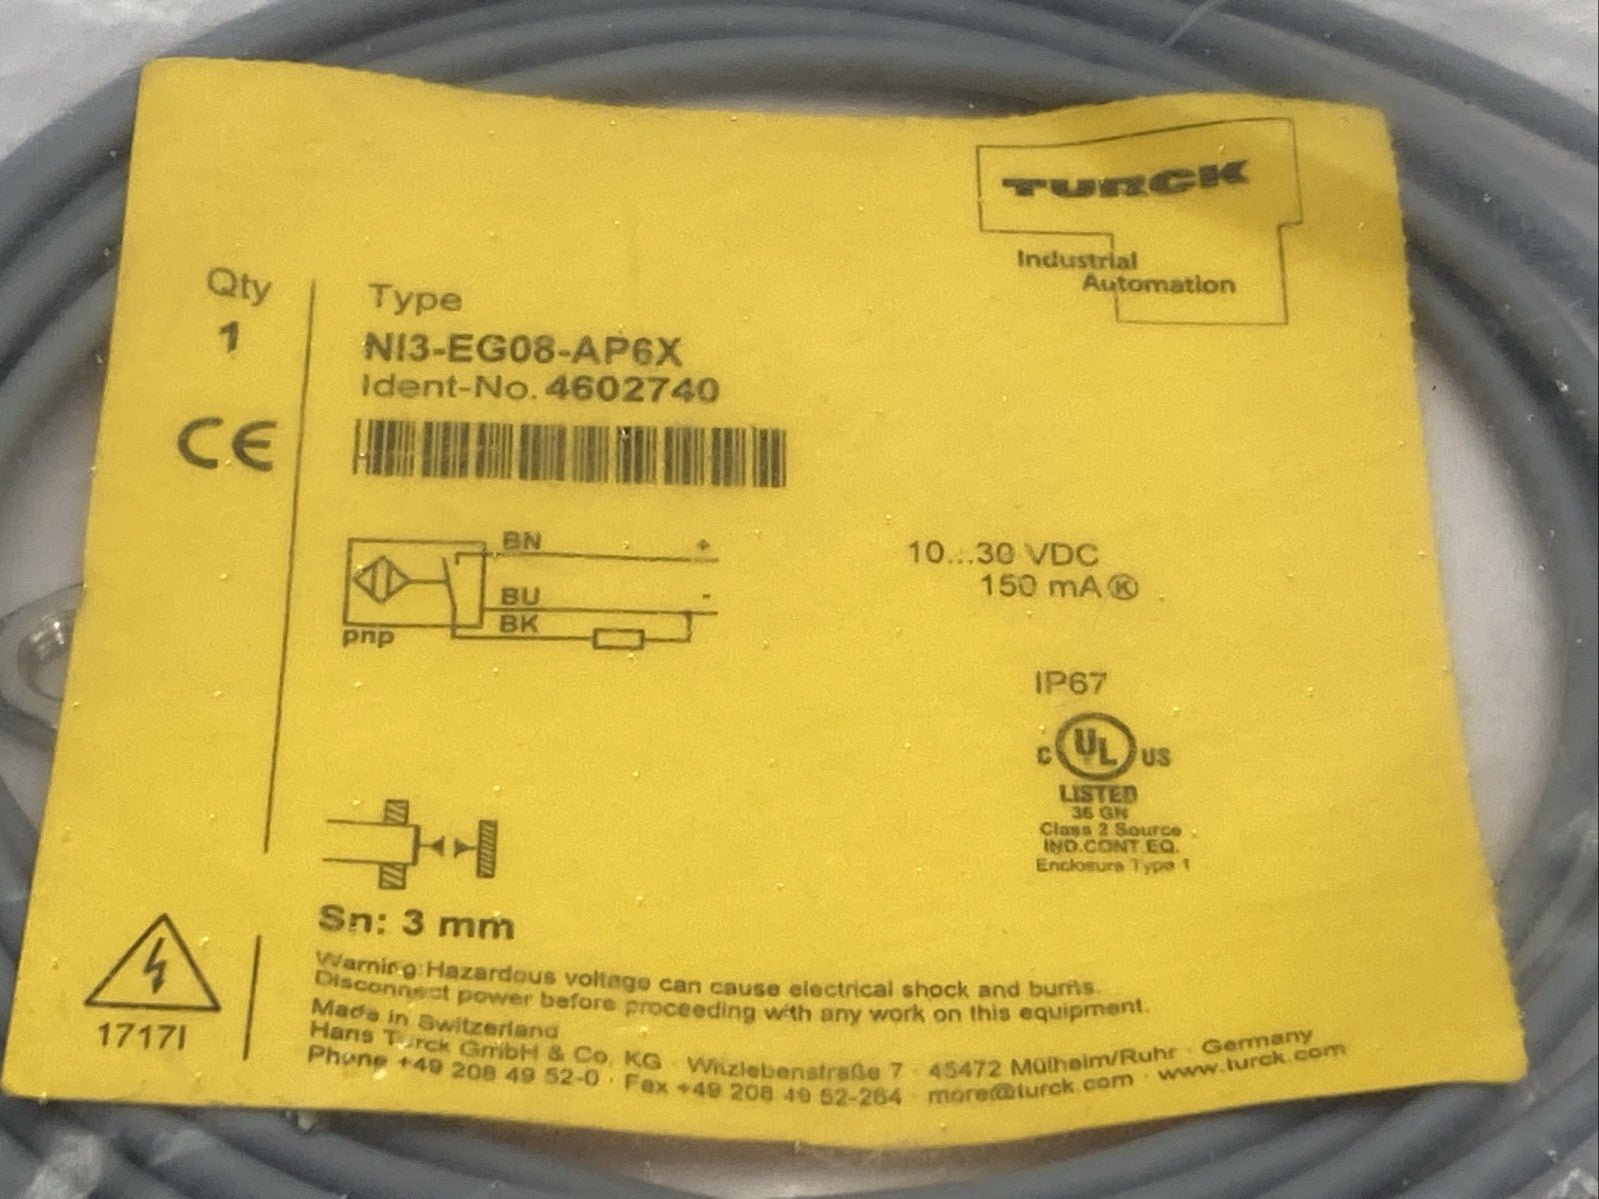 TURCK
Industrial
Automation
Qty
1
Type
NI3-EG08-AP6X
Ident-No. 4602740
CE
BN
+
BU
-
BK
pnp
10...30 VDC
150 mA Ⓚ
IP67
C UL US
LISTED
36 GN
Class 2 Source
IND.CONT.EQ.
Enclosure Type 1
Sn: 3 mm
1717I
Warning: Hazardous voltage can cause electrical shock and burns.
Disconnect power before proceeding with any work on this equipment.
Made in Switzerland
Hans Turck GmbH & Co. KG · Witzlebenstraße 7 · 45472 Mülheim/Ruhr · Germany
Phone +49 208 49 52-0 · Fax +49 208 49 52-264 · more@turck.com · www.turck.com